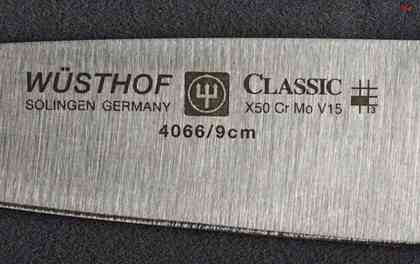 WÜSTHOF CLASSIC
SOLINGEN GERMANY X50 Cr Mo V15
4066/9cm